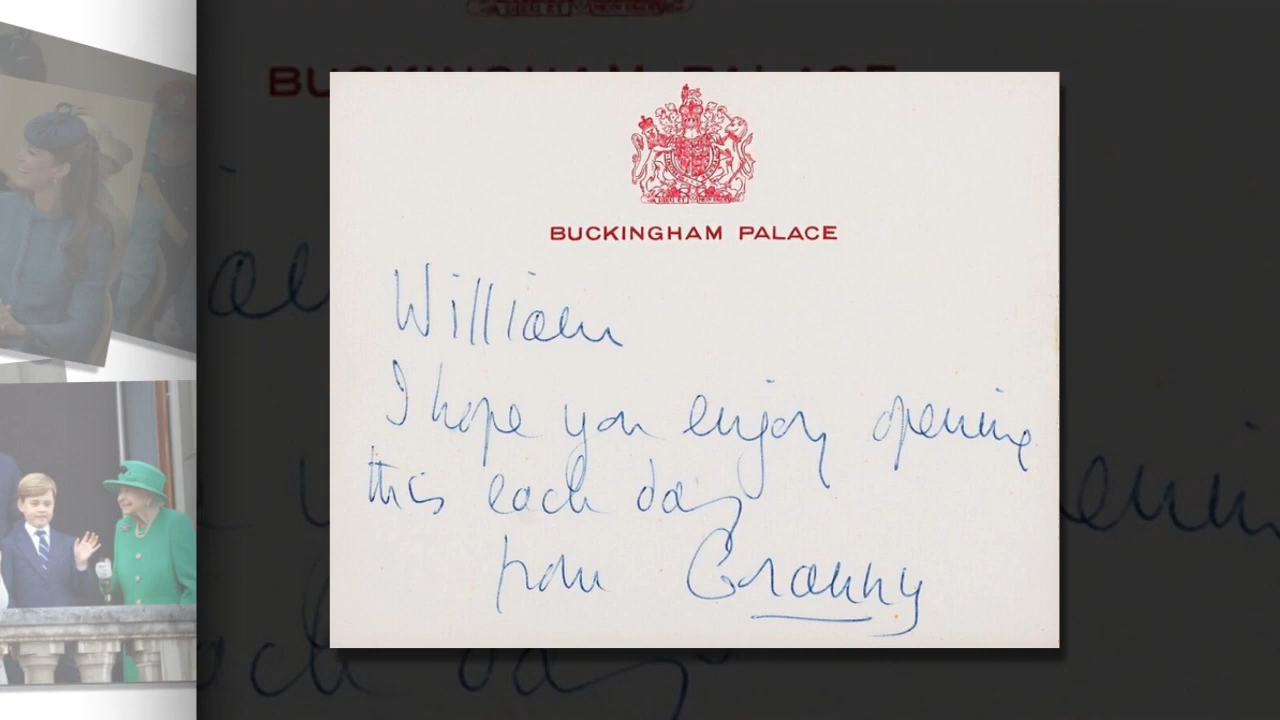 BUCKINGHAM PALACE
William
I hope you enjoy opening
this each day
from Granny